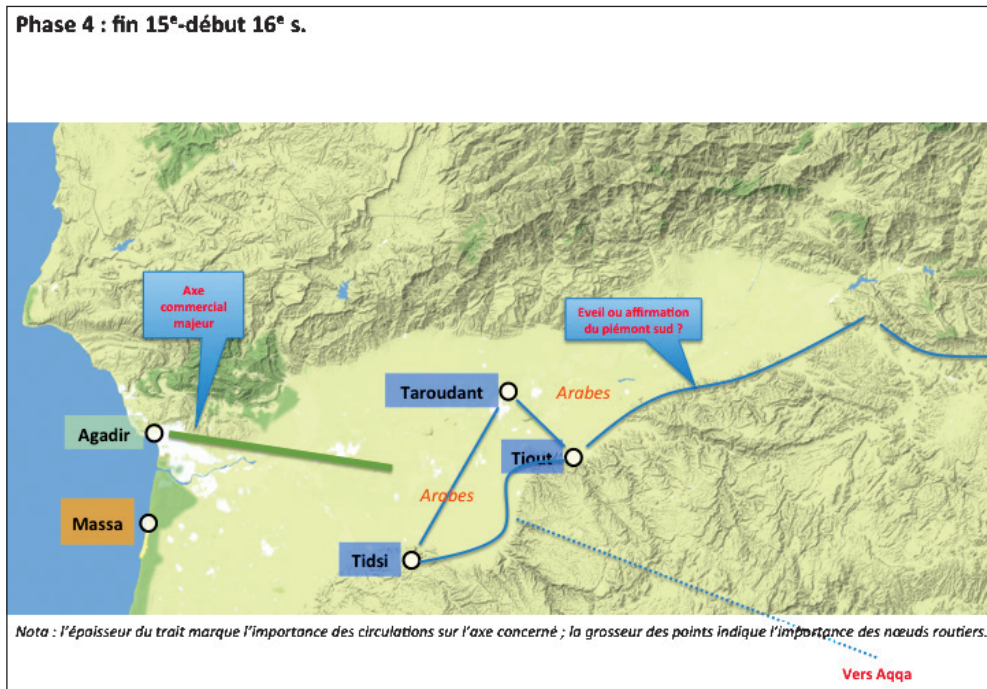 Phase 4 : fin 15e-début 16e s.
Axe
commercial
majeur
Eveil ou affirmation
du piémont sud ?
Taroudant
Arabes
Agadir
Tiout
Arabes
Massa
Tidsi
Nota : l'épaisseur du trait marque l'importance des circulations sur l'axe concerné ; la grosseur des points indique l'importance des nœuds routiers.
Vers Aqqa